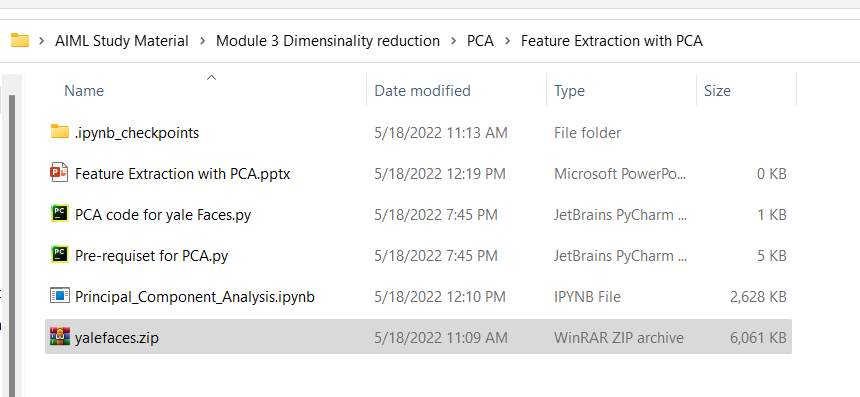 AIML Study Material > Module 3 Dimensinality reduction > PCA > Feature Extraction with PCA
Name Date modified Type Size
.ipynb_checkpoints 5/18/2022 11:13 AM File folder
Feature Extraction with PCA.pptx 5/18/2022 12:19 PM Microsoft PowerPo... 0 KB
PCA code for yale Faces.py 5/18/2022 7:45 PM JetBrains PyCharm ... 1 KB
Pre-requiset for PCA.py 5/18/2022 7:45 PM JetBrains PyCharm ... 5 KB
Principal_Component_Analysis.ipynb 5/18/2022 12:10 PM IPYNB File 2,628 KB
yalefaces.zip 5/18/2022 11:09 AM WinRAR ZIP archive 6,061 KB